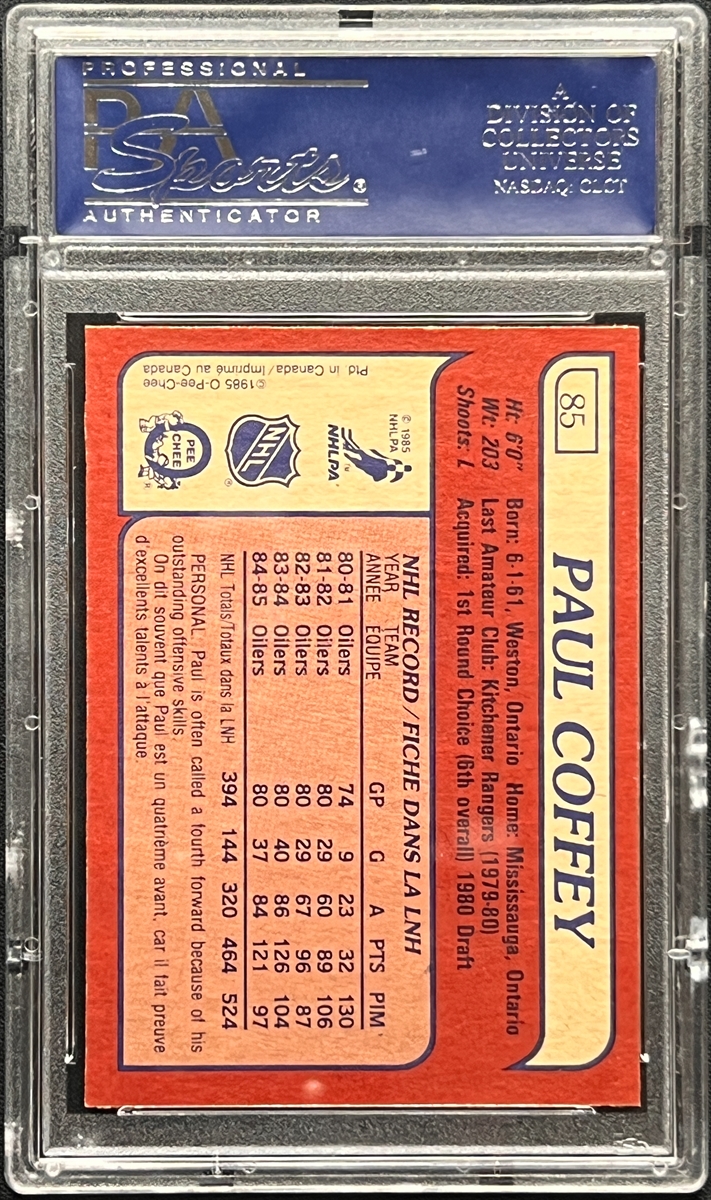 PROFESSIONAL
PSA
Sports®
AUTHENTICATOR
A
DIVISION OF
COLLECTORS
UNIVERSE
NASDAQ: CLCT
85
PAUL COFFEY
Ht: 6'0" Born: 6-1-61, Weston, Ontario Home: Mississauga, Ontario
Wt: 203 Last Amateur Club: Kitchener Rangers (1979-80)
Shoots: L Acquired: 1st Round Choice (6th overall) 1980 Draft
© 1985
NHLPA
NHLPA TM
NHL ®
O
PEE
CHEE
®
©1985 O-Pee-Chee
Ptd. in Canada/Imprimé au Canada
NHL RECORD/FICHE DANS LA LNH
YEAR TEAM
ANNÉE ÉQUIPE GP G A PTS PIM
80-81 Oilers 74 9 23 32 130
81-82 Oilers 80 29 60 89 106
82-83 Oilers 80 29 67 96 87
83-84 Oilers 80 40 86 126 104
84-85 Oilers 80 37 84 121 97
NHL Totals/Totaux dans la LNH 394 144 320 464 524
PERSONAL: Paul is often called a fourth forward because of his
outstanding offensive skills.
On dit souvent que Paul est un quatrème avant, car il fait preuve
d'excellents talents à l'attaque.